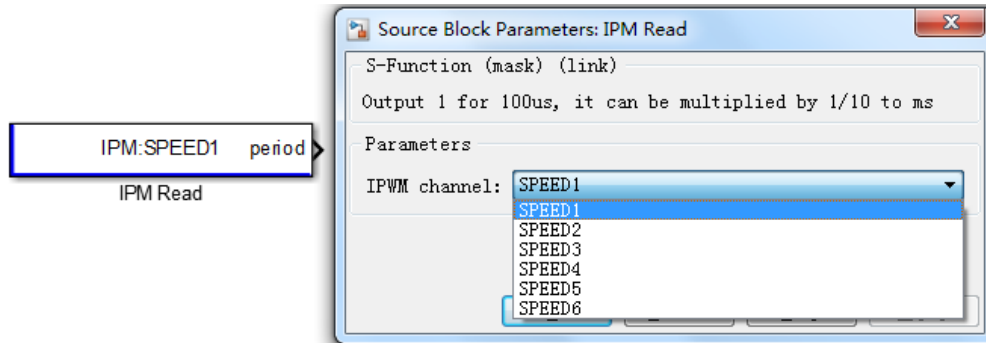 IPM:SPEED1 period
IPM Read
Source Block Parameters: IPM Read
S-Function (mask) (link)
Output 1 for 100us, it can be multiplied by 1/10 to ms
Parameters
IPWM channel: SPEED1
SPEED1
SPEED2
SPEED3
SPEED4
SPEED5
SPEED6